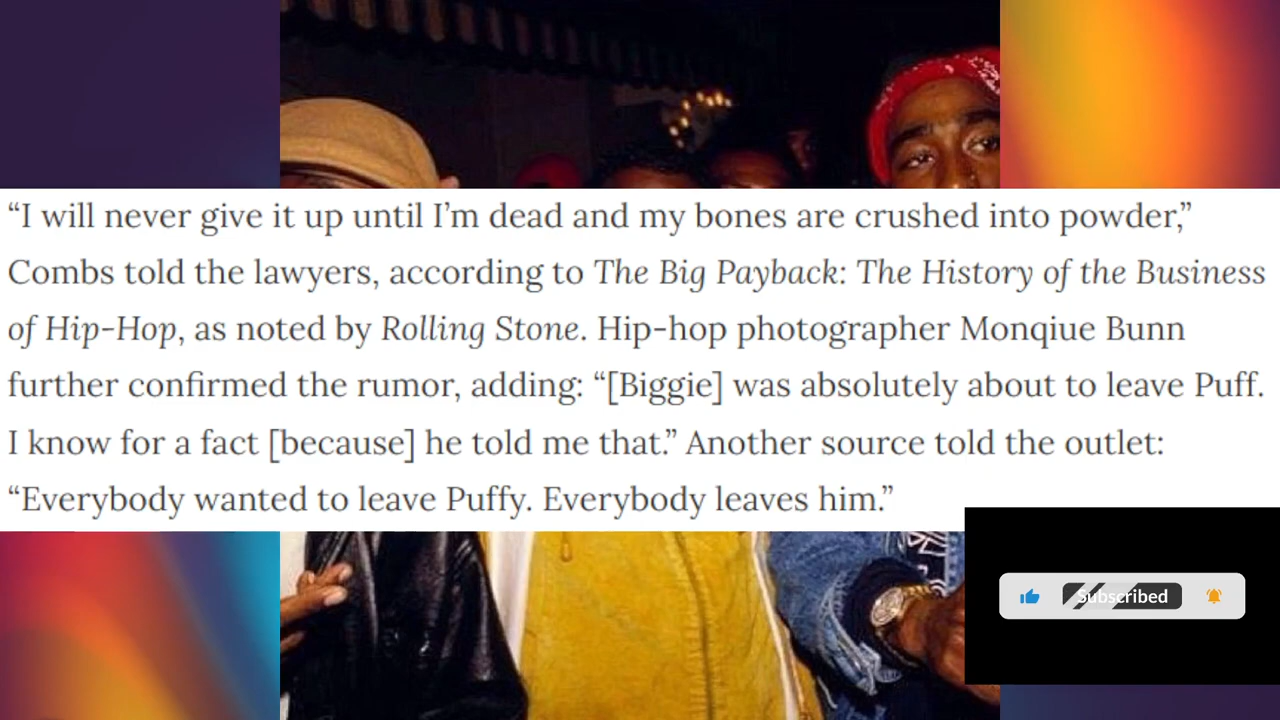 “I will never give it up until I’m dead and my bones are crushed into powder,”
Combs told the lawyers, according to The Big Payback: The History of the Business
of Hip-Hop, as noted by Rolling Stone. Hip-hop photographer Monqiue Bunn
further confirmed the rumor, adding: “[Biggie] was absolutely about to leave Puff.
I know for a fact [because] he told me that.” Another source told the outlet:
“Everybody wanted to leave Puffy. Everybody leaves him.”
Subscribed